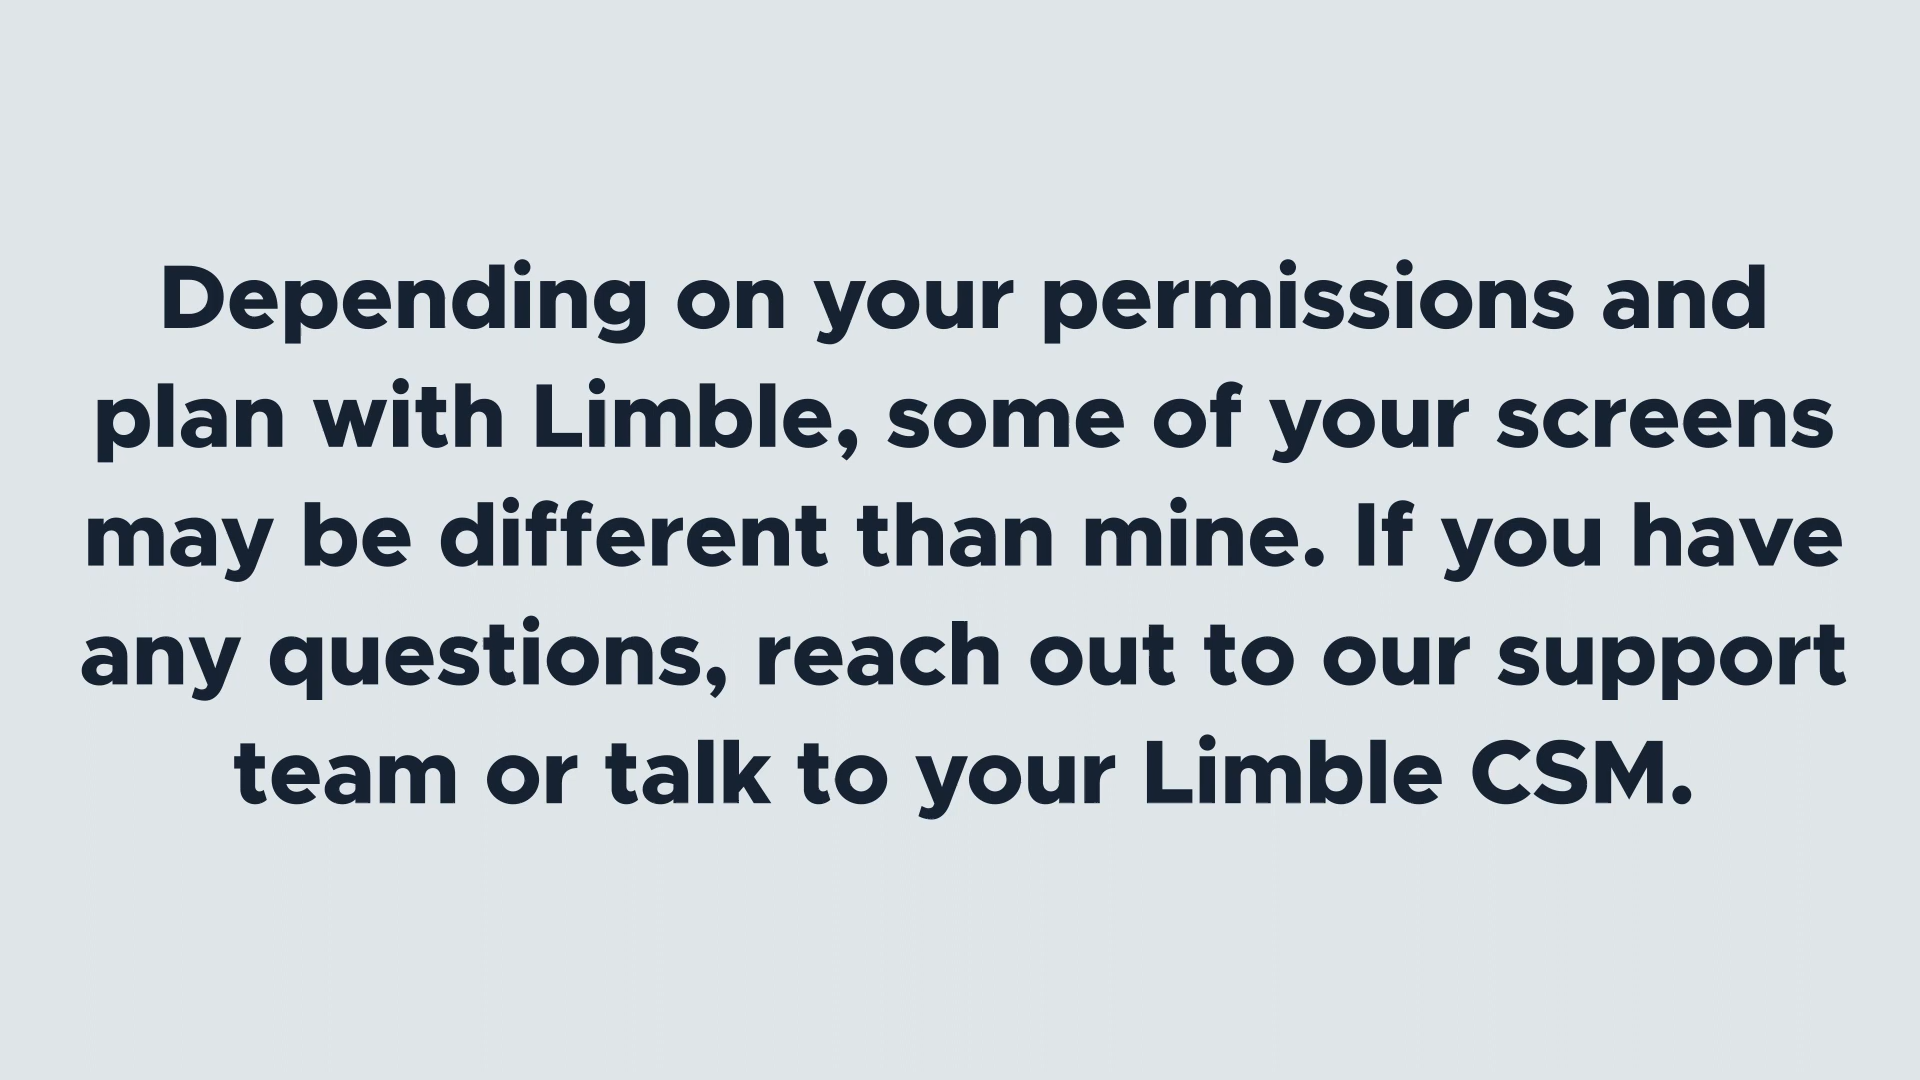 Depending on your permissions and
plan with Limble, some of your screens
may be different than mine. If you have
any questions, reach out to our support
team or talk to your Limble CSM.